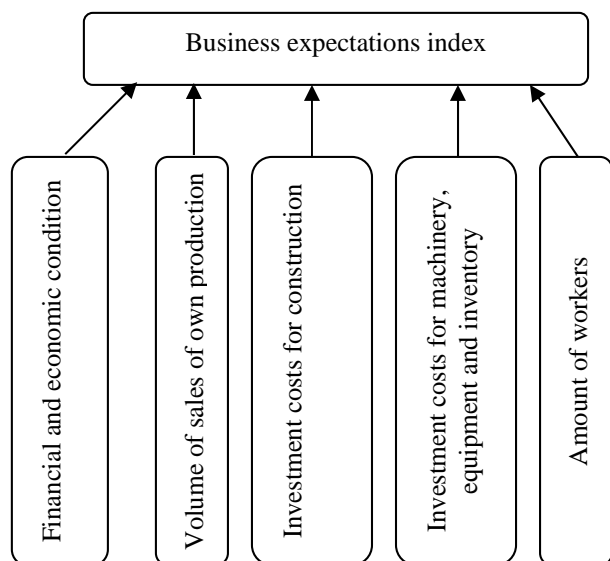 Business expectations index
Financial and economic condition
Volume of sales of own production
Investment costs for construction
Investment costs for machinery,
equipment and inventory
Amount of workers